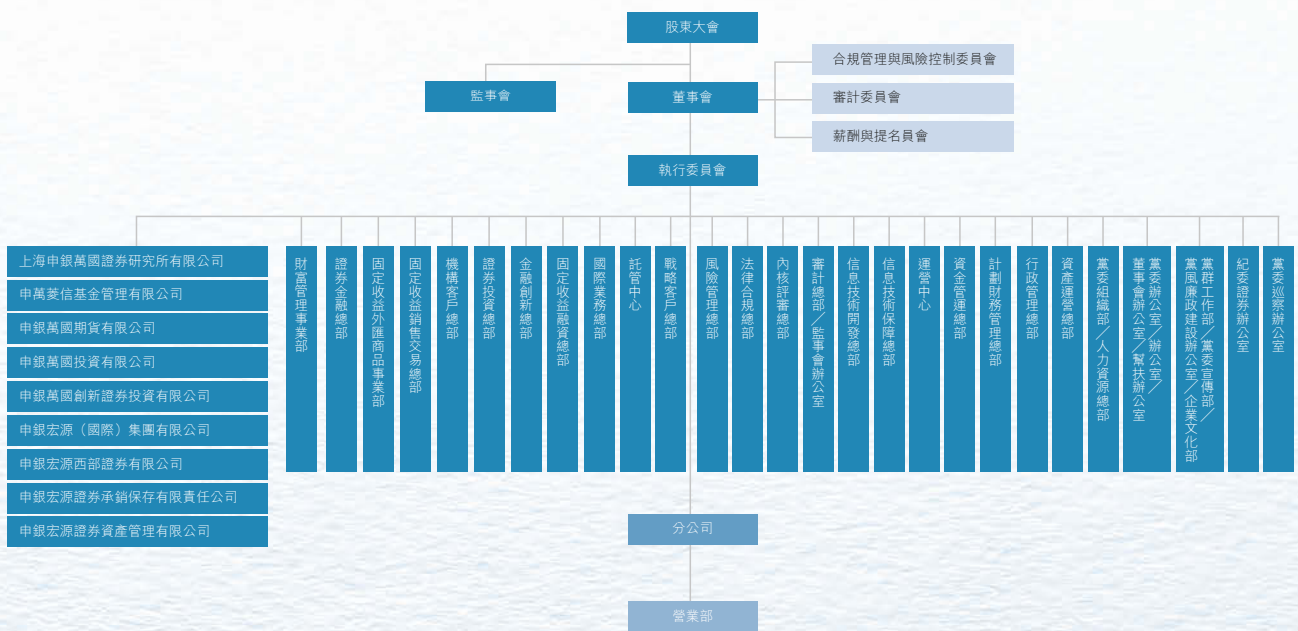 股東大會
監事會
董事會
合規管理與風險控制委員會
審計委員會
薪酬與提名員會
執行委員會
上海申銀萬國證券研究所有限公司
申萬菱信基金管理有限公司
申銀萬國期貨有限公司
申銀萬國投資有限公司
申銀萬國創新證券投資有限公司
申銀宏源（國際）集團有限公司
申銀宏源西部證券有限公司
申銀宏源證券承銷保存有限責任公司
申銀宏源證券資產管理有限公司
財富管理事業部
證券金融總部
固定收益外匯商品事業部
固定收益銷售交易總部
機構客戶總部
證券投資總部
金融創新總部
固定收益融資總部
國際業務總部
託管中心
戰略客戶總部
風險管理總部
法律合規總部
內核評審總部
審計總部／監事會辦公室
信息技術開發總部
信息技術保障總部
運營中心
資金管運總部
計劃財務管理總部
行政管理總部
資產運營總部
黨委組織部／人力資源總部
黨委辦公室／辦公室／
董事會辦公室／幫扶辦公室
黨群工作部／黨委宣傳部／
黨風廉政建設辦公室／企業文化部
紀委證券辦公室
黨委巡察辦公室
分公司
營業部